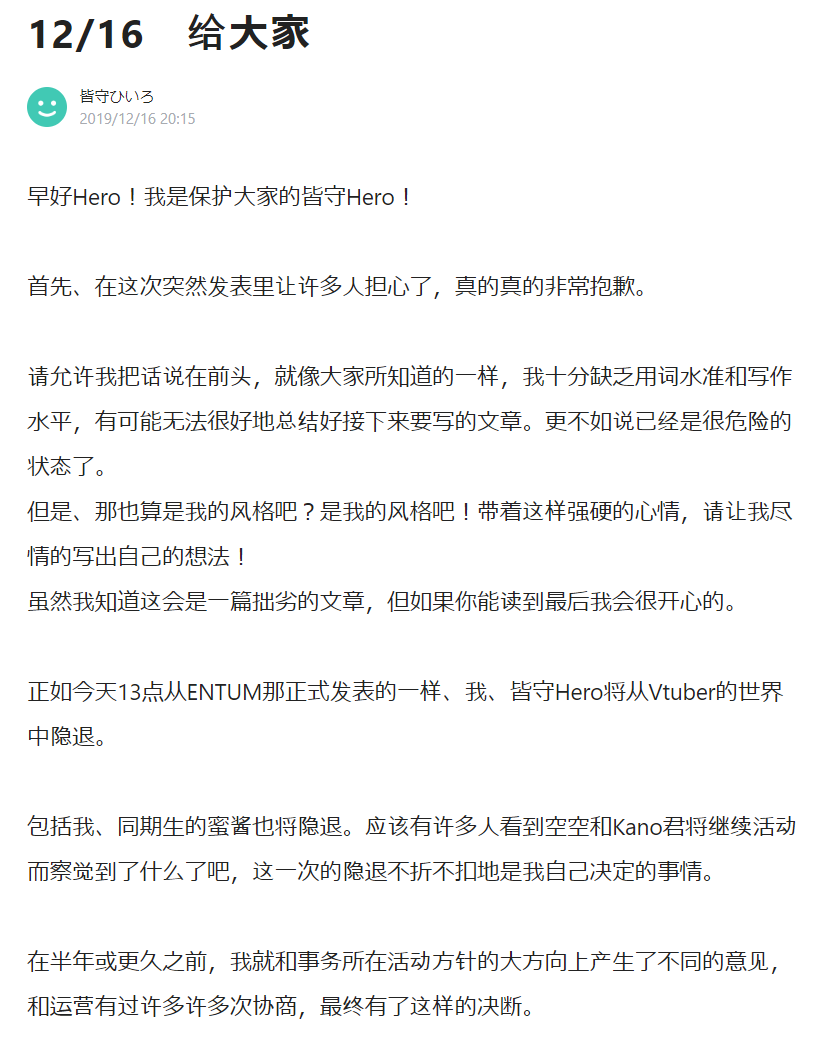 12/16　给大家
皆守ひいろ
2019/12/16 20:15
早好Hero！我是保护大家的皆守Hero！
首先、在这次突然发表里让许多人担心了，真的真的非常抱歉。
请允许我把话说在前头，就像大家所知道的一样，我十分缺乏用词水准和写作
水平，有可能无法很好地总结好接下来要写的文章。更不如说已经是很危险的
状态了。
但是、那也算是我的风格吧？是我的风格吧！带着这样强硬的心情，请让我尽
情的写出自己的想法！
虽然我知道这会是一篇拙劣的文章，但如果你能读到最后我会很开心的。
正如今天13点从ENTUM那正式发表的一样、我、皆守Hero将从Vtuber的世界
中隐退。
包括我、同期生的蜜酱也将隐退。应该有许多人看到空空和Kano君将继续活动
而察觉到了什么了吧，这一次的隐退不折不扣地是我自己决定的事情。
在半年或更久之前，我就和事务所在活动方针的大方向上产生了不同的意见，
和运营有过许多许多次协商，最终有了这样的决断。